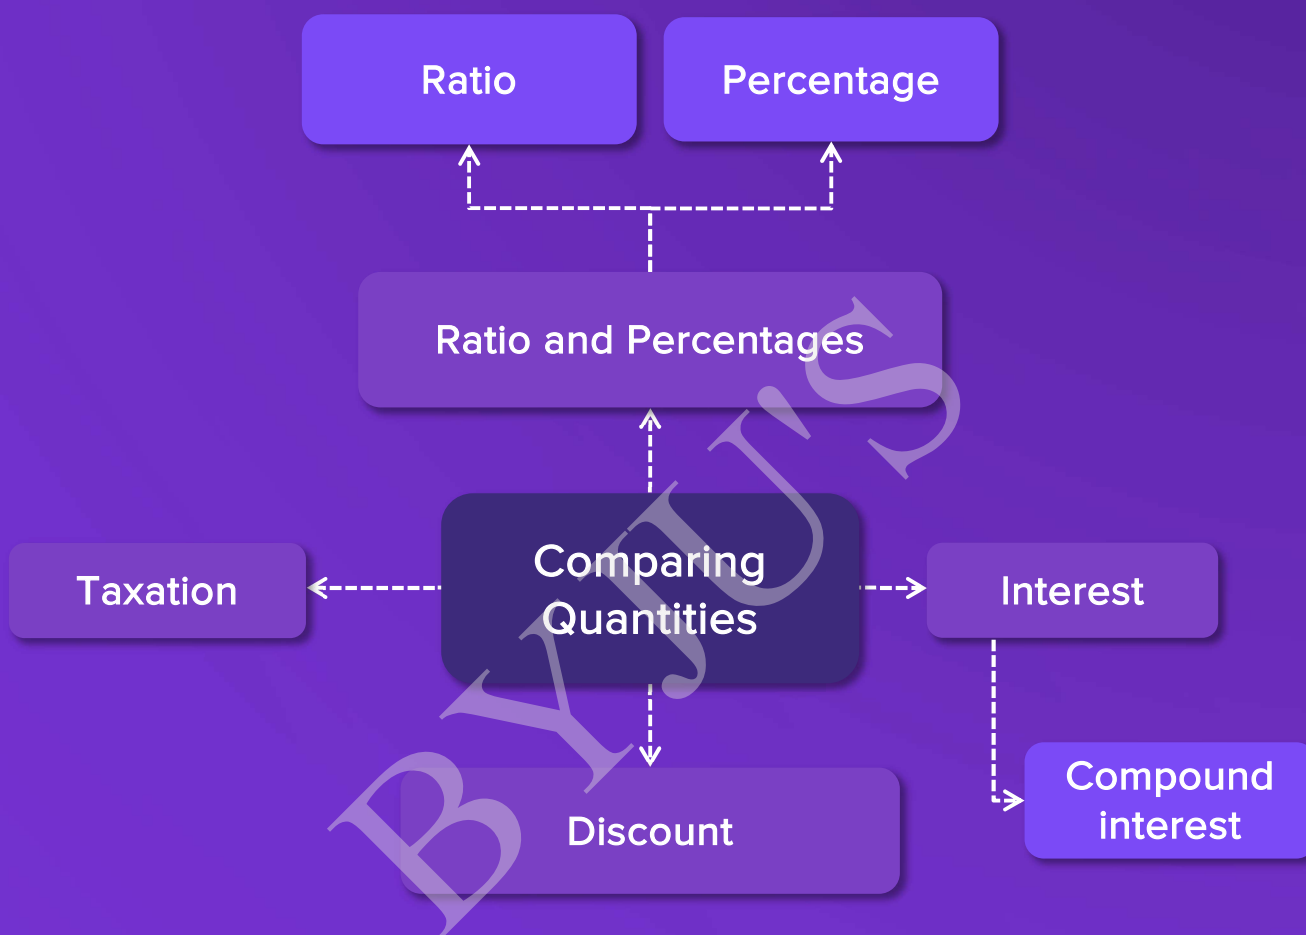 Ratio
Percentage
Ratio and Percentages
Comparing
Quantities
Taxation
Interest
Discount
Compound
interest
BYJU'S